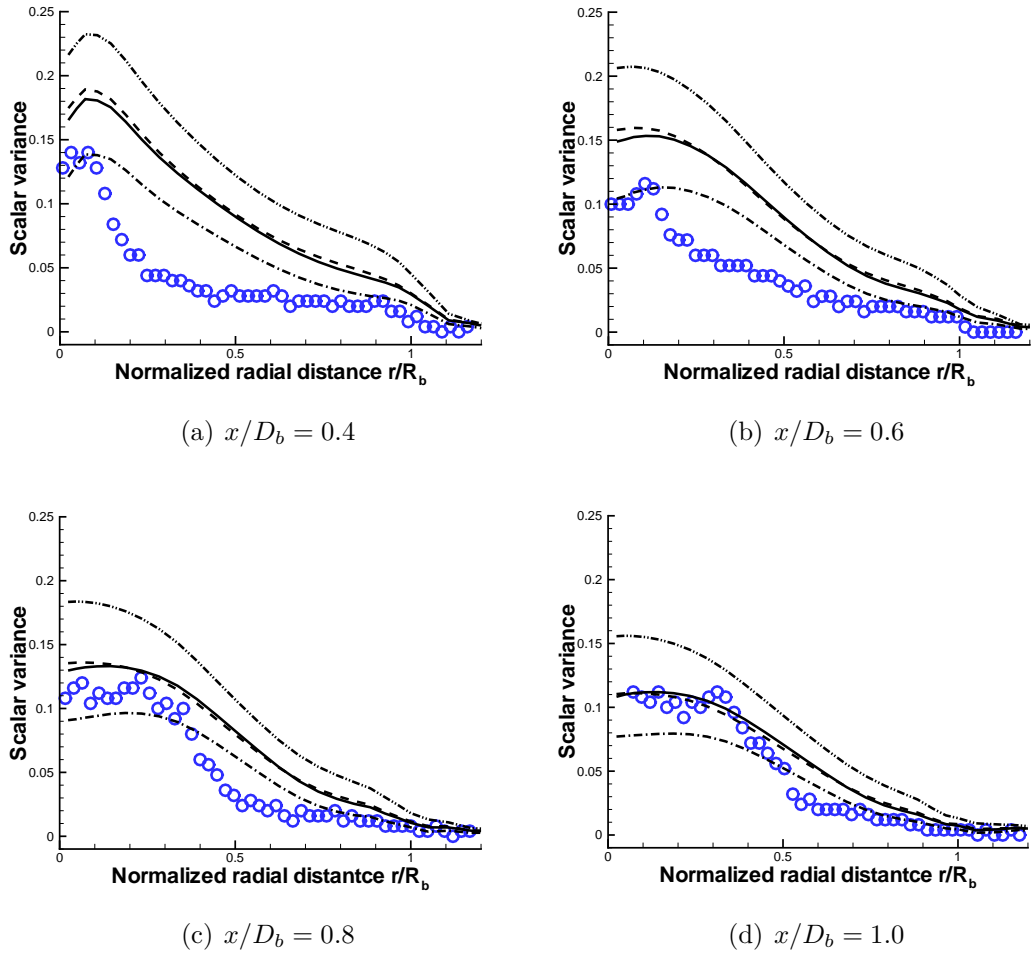 0.25
0.2
0.15
0.1
0.05
0
Scalar variance
0 0.5 1
Normalized radial distance r/R_b
(a) x/D_b = 0.4
0.25
0.2
0.15
0.1
0.05
0
Scalar variance
0 0.5 1
Normalized radial distance r/R_b
(b) x/D_b = 0.6
0.25
0.2
0.15
0.1
0.05
0
Scalar variance
0 0.5 1
Normalized radial distance r/R_b
(c) x/D_b = 0.8
0.25
0.2
0.15
0.1
0.05
0
Scalar variance
0 0.5 1
Normalized radial distantce r/R_b
(d) x/D_b = 1.0